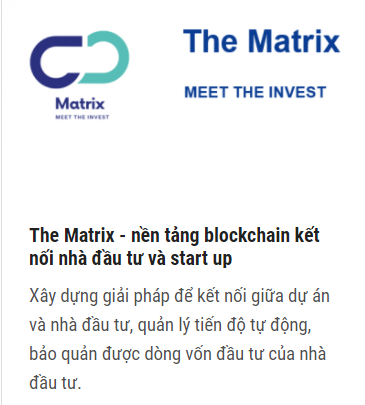 The Matrix
MEET THE INVEST
Matrix
MEET THE INVEST
The Matrix - nền tảng blockchain kết
nối nhà đầu tư và start up
Xây dựng giải pháp để kết nối giữa dự án
và nhà đầu tư, quản lý tiến độ tự động,
bảo quản được dòng vốn đầu tư của nhà
đầu tư.